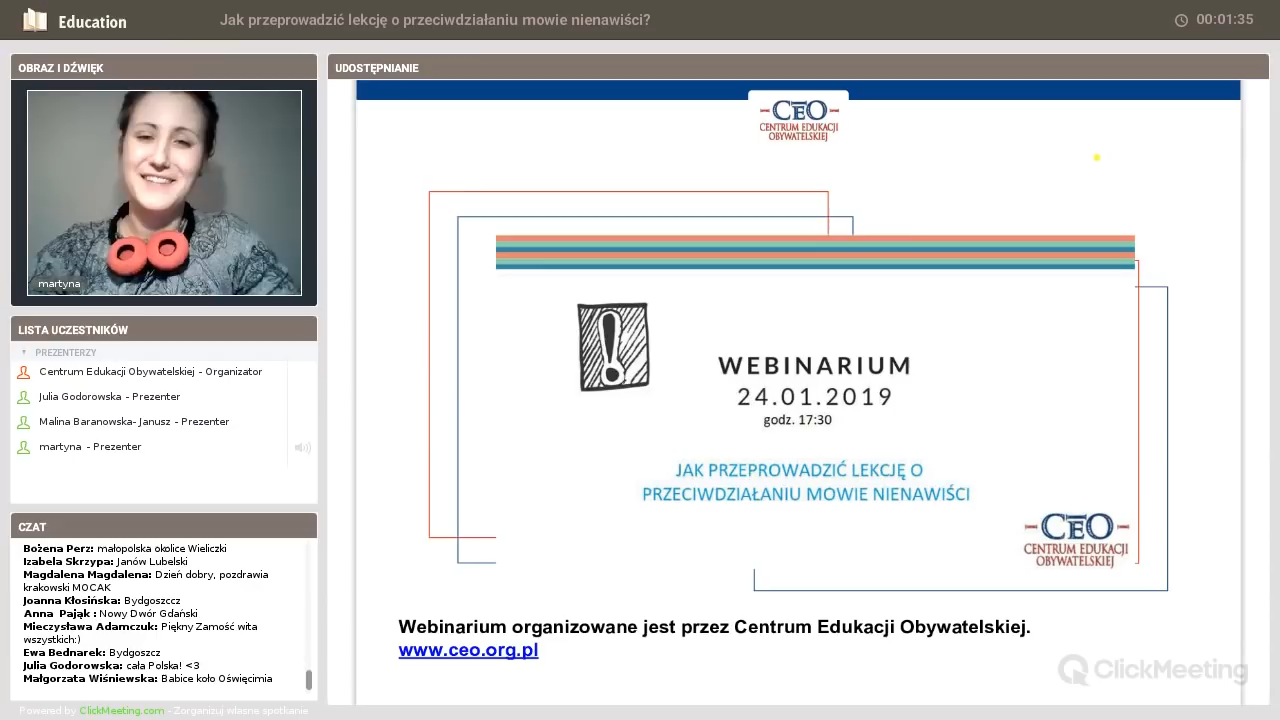 Education
Jak przeprowadzić lekcję o przeciwdziałaniu mowie nienawiści?
00:01:35
OBRAZ I DŹWIĘK
martyna
LISTA UCZESTNIKÓW
PREZENTERZY
Centrum Edukacji Obywatelskiej - Organizator
Julia Godorowska - Prezenter
Malina Baranowska- Janusz - Prezenter
martyna - Prezenter
CZAT
Bożena Perz: małopolska okolice Wieliczki
Izabela Skrzypa: Janów Lubelski
Magdalena Magdalena: Dzień dobry, pozdrawia
krakowski MOCAK
Joanna Kłosińska: Bydgoszccz
Anna Pająk : Nowy Dwór Gdański
Mieczysława Adamczuk: Piękny Zamość wita
wszystkich:)
Ewa Bednarek: Bydgoszcz
Julia Godorowska: cała Polska! <3
Małgorzata Wiśniewska: Babice koło Oświęcimia
Powered by ClickMeeting.com - Zorganizuj własne spotkanie
UDOSTĘPNIANIE
CEO
CENTRUM EDUKACJI
OBYWATELSKIEJ
WEBINARIUM
24.01.2019
godz. 17:30
JAK PRZEPROWADZIĆ LEKCJĘ O
PRZECIWDZIAŁANIU MOWIE NIENAWIŚCI
CEO
CENTRUM EDUKACJI
OBYWATELSKIEJ
Webinarium organizowane jest przez Centrum Edukacji Obywatelskiej.
www.ceo.org.pl
ClickMeeting